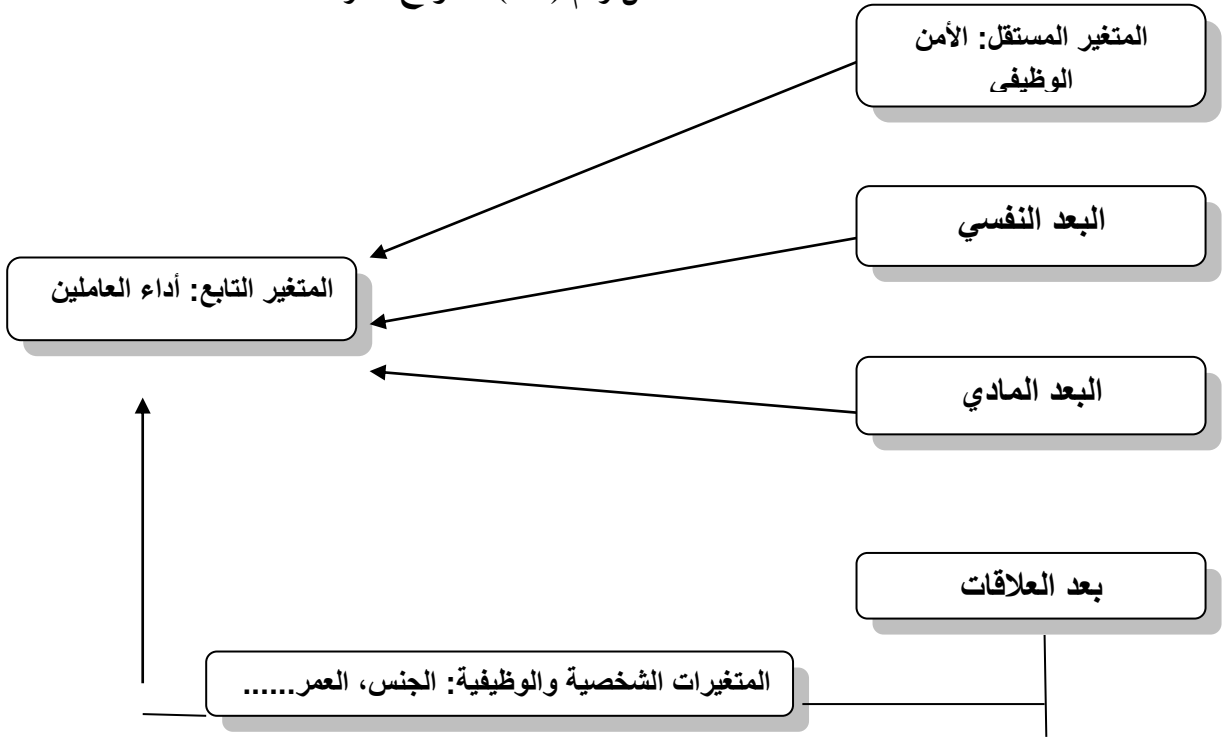 المتغير المستقل: الأمن
الوظيفي
البعد النفسي
المتغير التابع: أداء العاملين
البعد المادي
بعد العلاقات
المتغيرات الشخصية والوظيفية: الجنس، العمر......